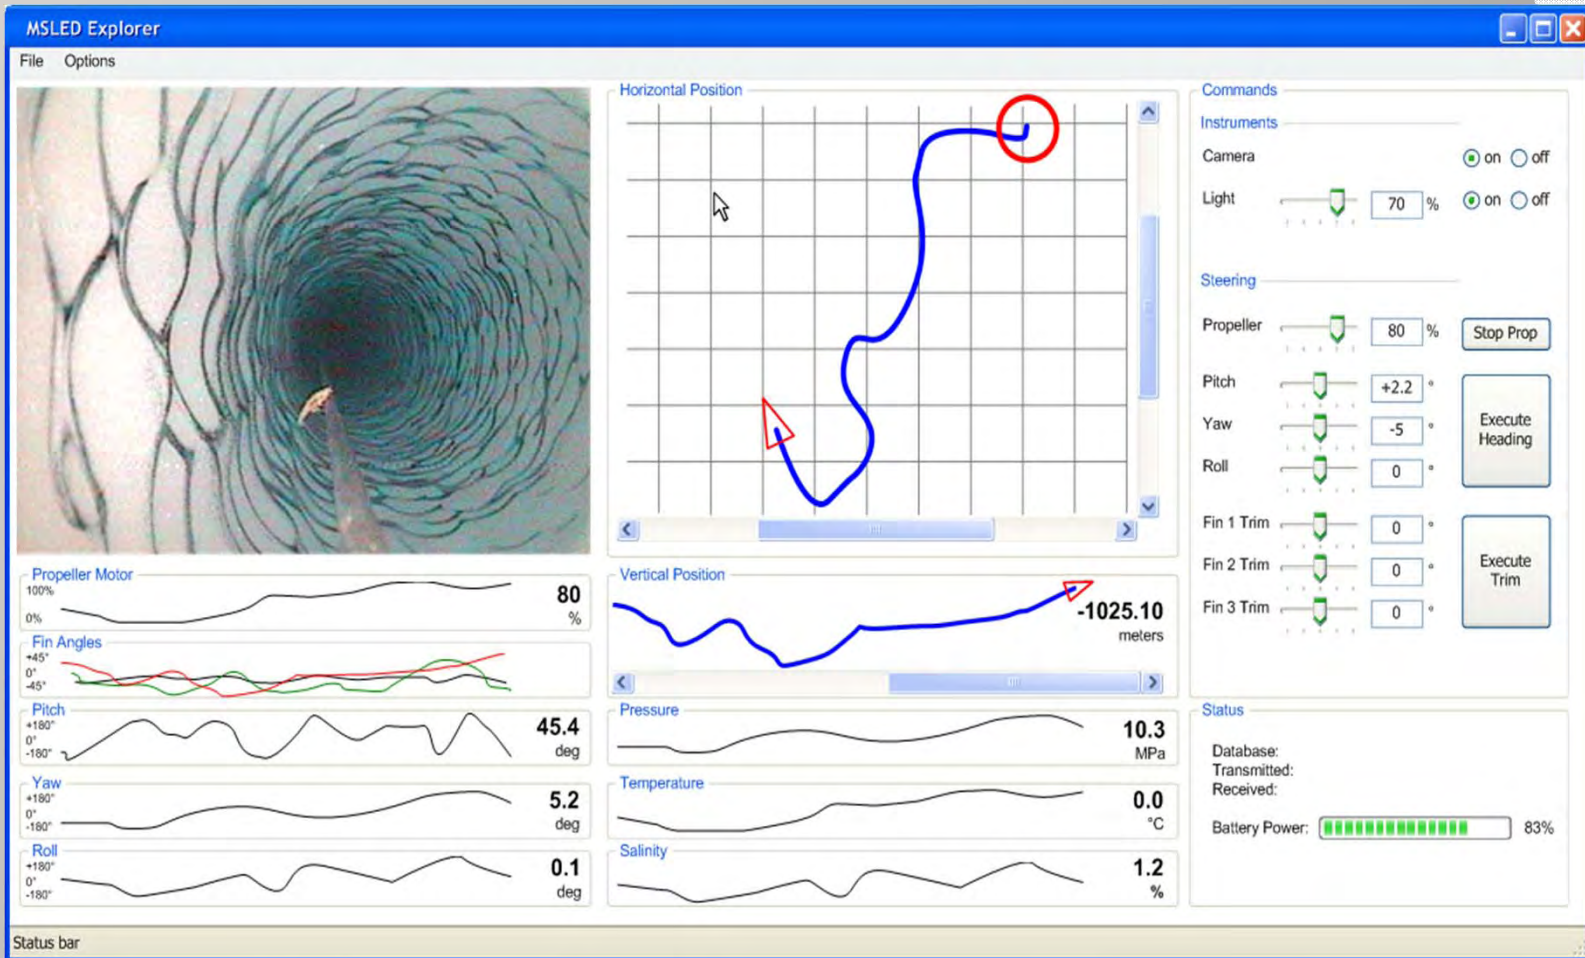 MSLED Explorer
File Options
Horizontal Position
Propeller Motor
100%
0%
80
%
Fin Angles
+45°
0°
-45°
Pitch
+180°
0°
-180°
45.4
deg
Yaw
+180°
0°
-180°
5.2
deg
Roll
+180°
0°
-180°
0.1
deg
Vertical Position
-1025.10
meters
Pressure
10.3
MPa
Temperature
0.0
°C
Salinity
1.2
%
Commands
Instruments
Camera on off
Light 70 % on off
Steering
Propeller 80 % Stop Prop
Pitch +2.2 °
Yaw -5 °
Roll 0 °
Execute
Heading
Fin 1 Trim 0 °
Fin 2 Trim 0 °
Fin 3 Trim 0 °
Execute
Trim
Status
Database:
Transmitted:
Received:
Battery Power: 83%
Status bar